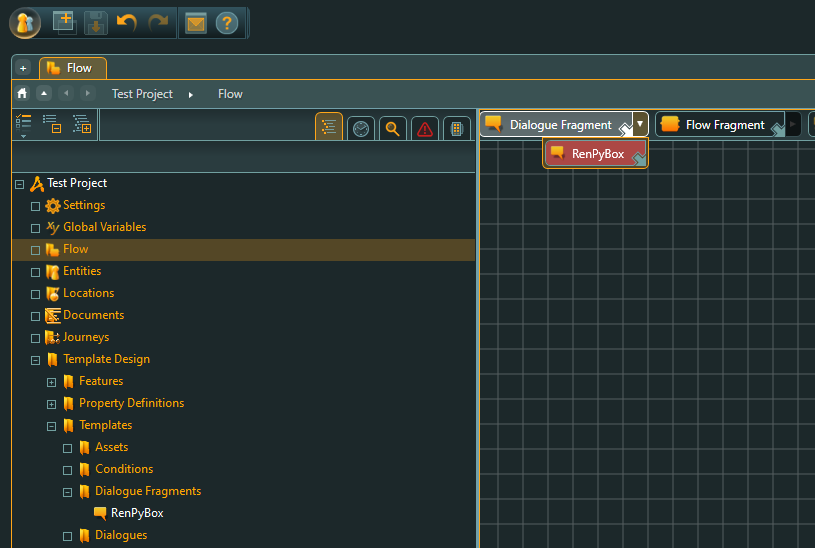 Flow
Test Project Flow
Dialogue Fragment Flow Fragment
RenPyBox
Test Project
Settings
xy Global Variables
Flow
Entities
Locations
Documents
Journeys
Template Design
Features
Property Definitions
Templates
Assets
Conditions
Dialogue Fragments
RenPyBox
Dialogues